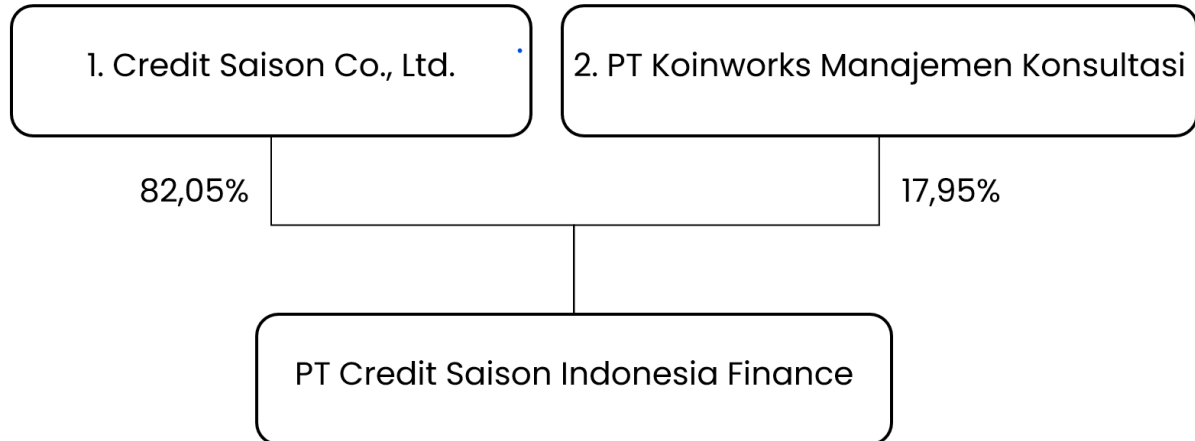 1. Credit Saison Co., Ltd.
2. PT Koinworks Manajemen Konsultasi
82,05%
17,95%
PT Credit Saison Indonesia Finance